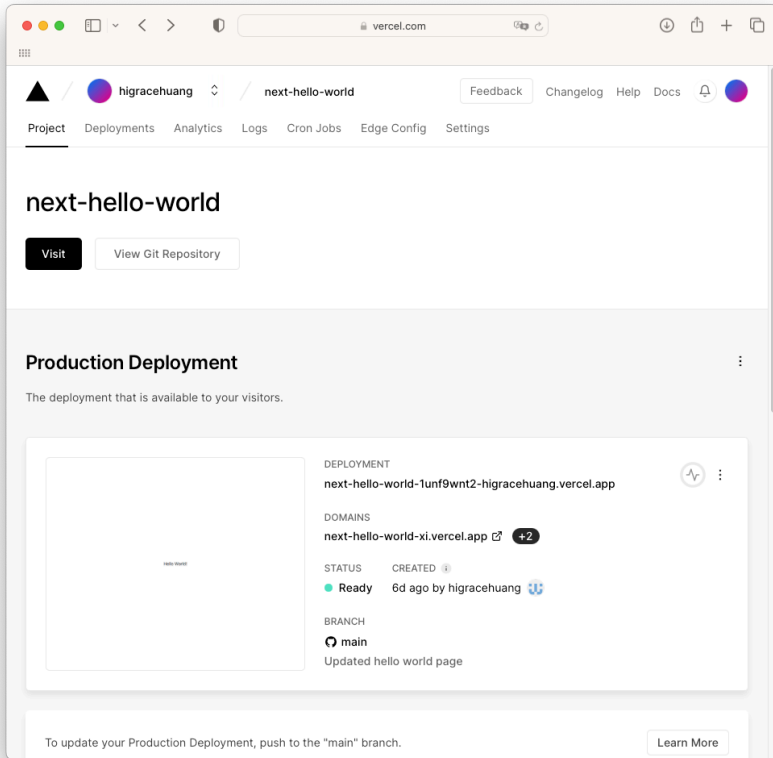 vercel.com
higracehuang
next-hello-world
Feedback
Changelog
Help
Docs
Project
Deployments
Analytics
Logs
Cron Jobs
Edge Config
Settings
next-hello-world
Visit
View Git Repository
Production Deployment
The deployment that is available to your visitors.
Hello World!
DEPLOYMENT
next-hello-world-1unf9wnt2-higracehuang.vercel.app
DOMAINS
next-hello-world-xi.vercel.app
+2
STATUS
CREATED
Ready
6d ago by higracehuang
BRANCH
main
Updated hello world page
To update your Production Deployment, push to the "main" branch.
Learn More